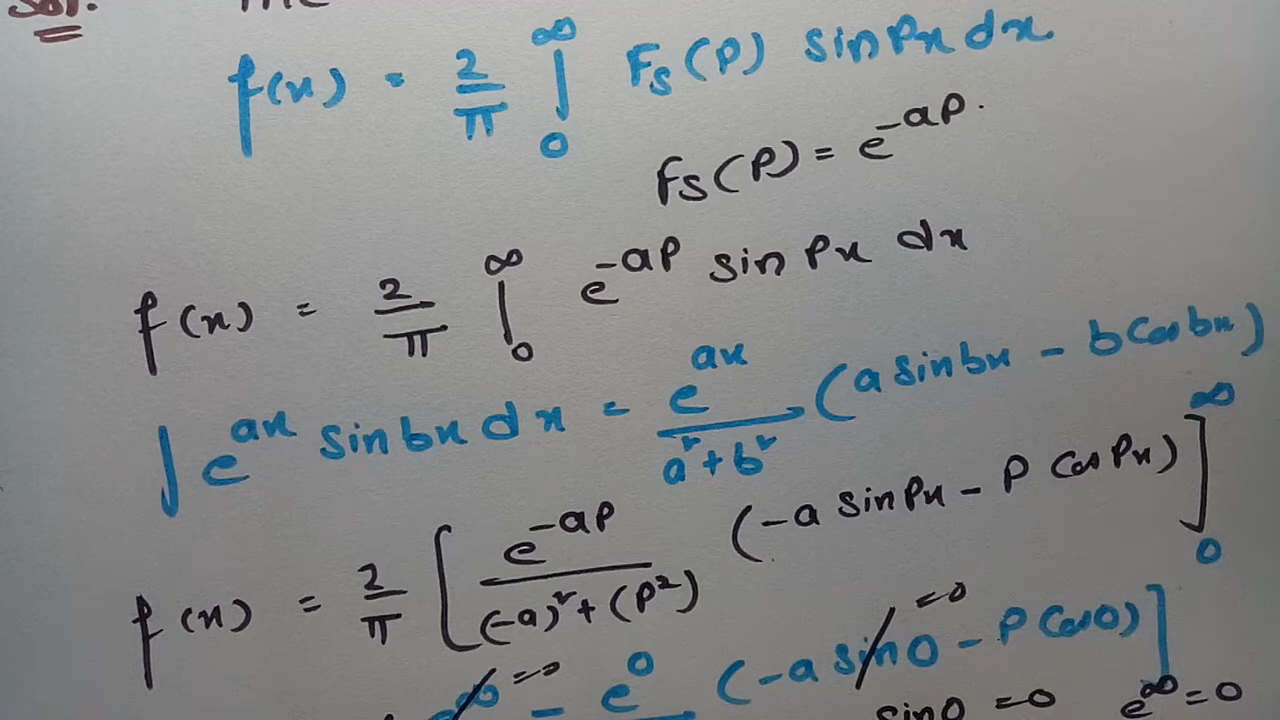 Sol.
f(x) = 2/π ∫₀^∞ Fs(P) sin Px dx.
Fs(P) = e^-aP.
f(x) = 2/π ∫₀^∞ e^-aP sin Px dx
∫ e^ax sin bx dx = e^ax / (a² + b²) (a sin bx - b Cos bx)
f(x) = 2/π [ e^-aP / ((-a)² + (P²)) (-a sin Px - P Cos Px) ]₀^∞
∞ =0 - e^0 (-a sin0 =0 - P Cos0) ]
sin0 =0 e^∞ = 0